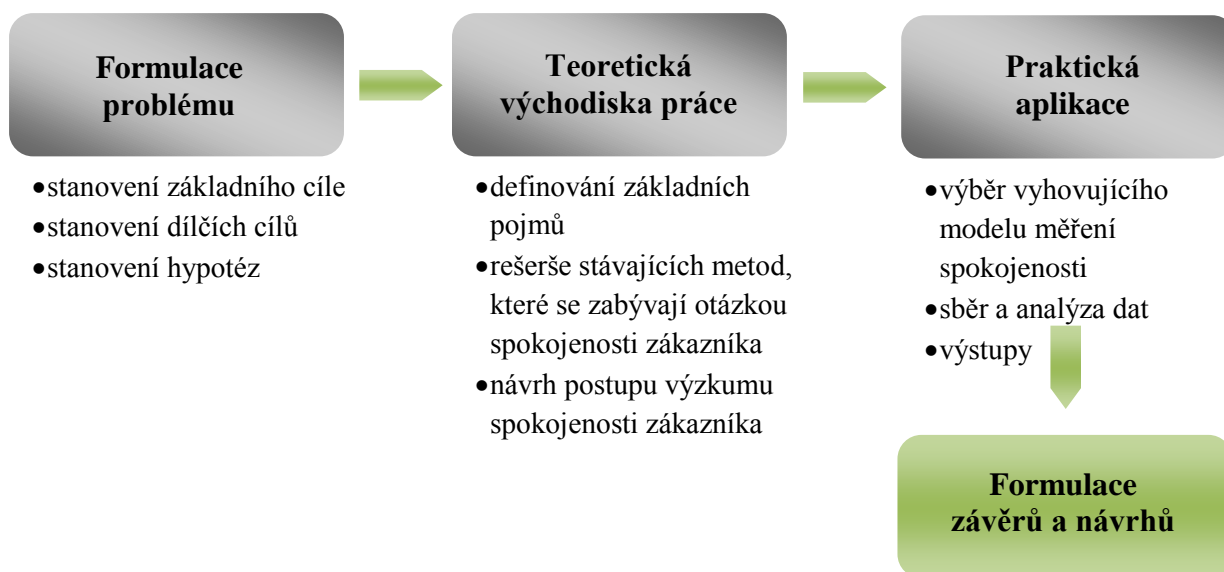 Formulace
problému
•stanovení základního cíle
•stanovení dílčích cílů
•stanovení hypotéz
Teoretická
východiska práce
•definování základních
pojmů
•rešerše stávajících metod,
které se zabývají otázkou
spokojenosti zákazníka
•návrh postupu výzkumu
spokojenosti zákazníka
Praktická
aplikace
•výběr vyhovujícího
modelu měření
spokojenosti
•sběr a analýza dat
•výstupy
Formulace
závěrů a návrhů